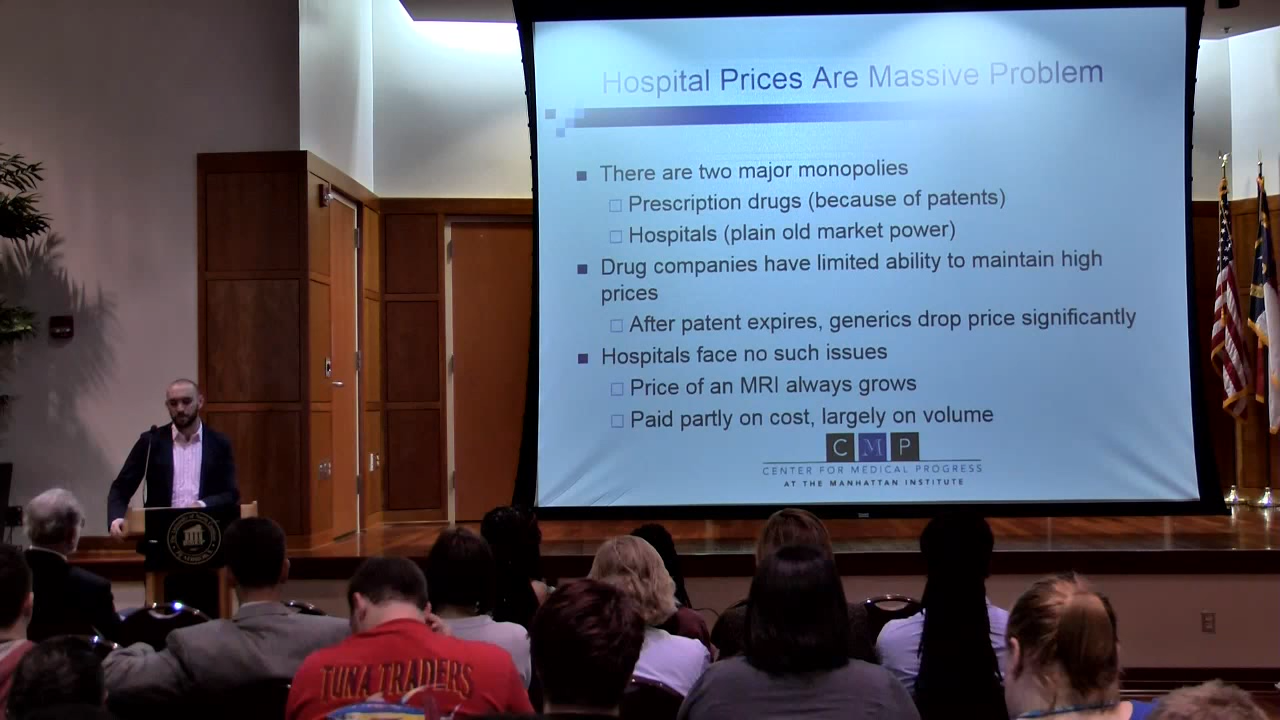 Hospital Prices Are Massive Problem
There are two major monopolies
Prescription drugs (because of patents)
Hospitals (plain old market power)
Drug companies have limited ability to maintain high
prices
After patent expires, generics drop price significantly
Hospitals face no such issues
Price of an MRI always grows
Paid partly on cost, largely on volume
C M P
CENTER FOR MEDICAL PROGRESS
AT THE MANHATTAN INSTITUTE
TUNA TRADERS